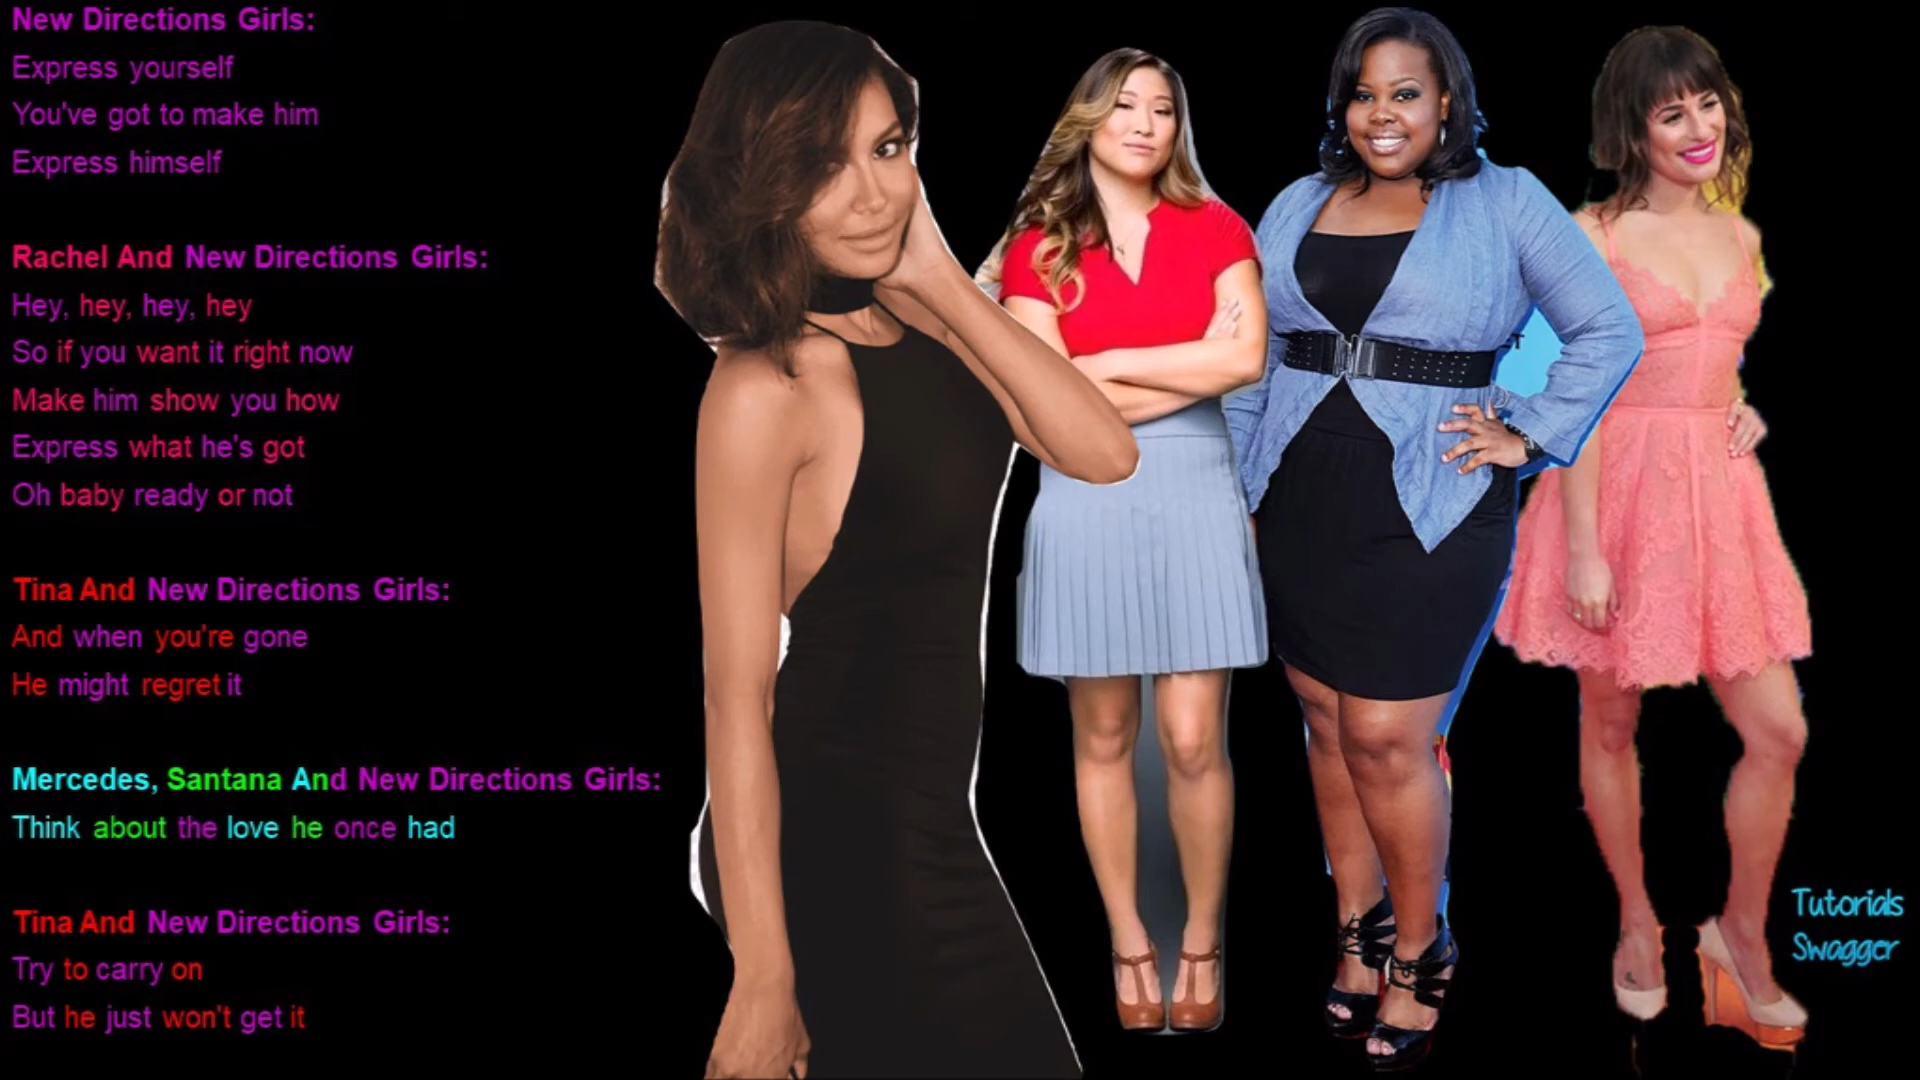 New Directions Girls:
Express yourself
You've got to make him
Express himself
Rachel And New Directions Girls:
Hey, hey, hey, hey
So if you want it right now
Make him show you how
Express what he's got
Oh baby ready or not
Tina And New Directions Girls:
And when you're gone
He might regret it
Mercedes, Santana And New Directions Girls:
Think about the love he once had
Tina And New Directions Girls:
Try to carry on
But he just won't get it
Tutorials
Swagger